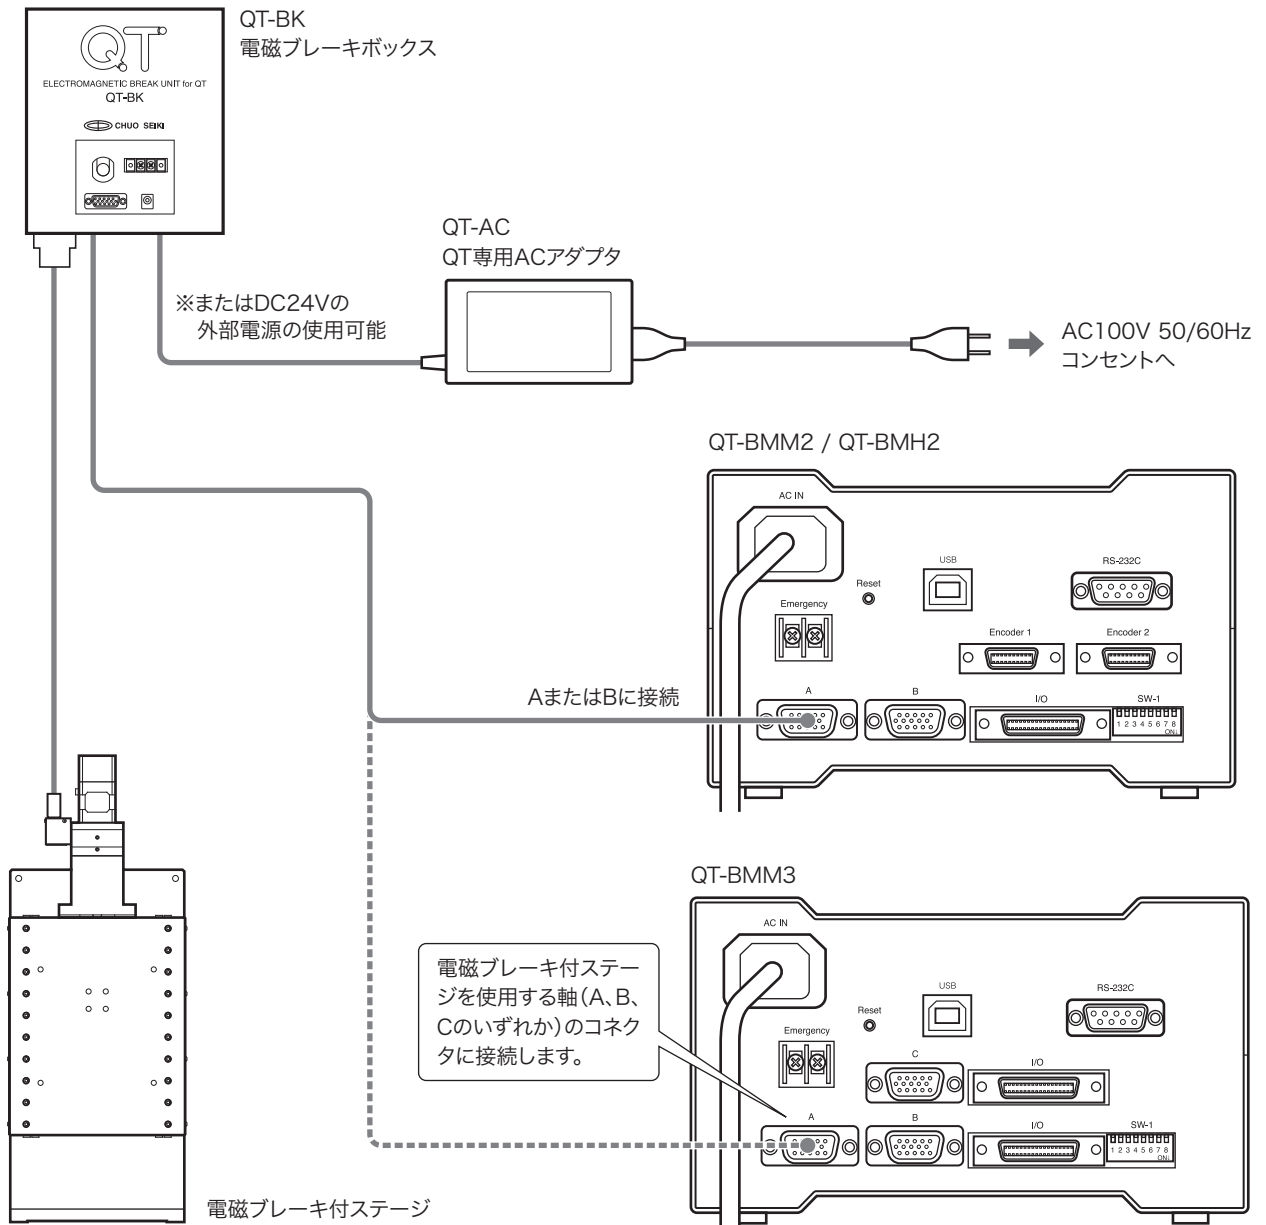 QT-BK
電磁ブレーキボックス
QT
ELECTROMAGNETIC BREAK UNIT for QT
QT-BK
CHUO SEIKI
QT-AC
QT専用ACアダプタ
※またはDC24Vの
外部電源の使用可能
AC100V 50/60Hz
コンセントへ
QT-BMM2 / QT-BMH2
AC IN
USB
RS-232C
Reset
Emergency
Encoder 1
Encoder 2
AまたはBに接続
A
B
I/O
SW-1
1 2 3 4 5 6 7 8
ON↓
QT-BMM3
AC IN
電磁ブレーキ付ステー
ジを使用する軸（A、B、
Cのいずれか）のコネク
タに接続します。
USB
RS-232C
Reset
Emergency
C
I/O
A
B
I/O
SW-1
1 2 3 4 5 6 7 8
ON↓
電磁ブレーキ付ステージ